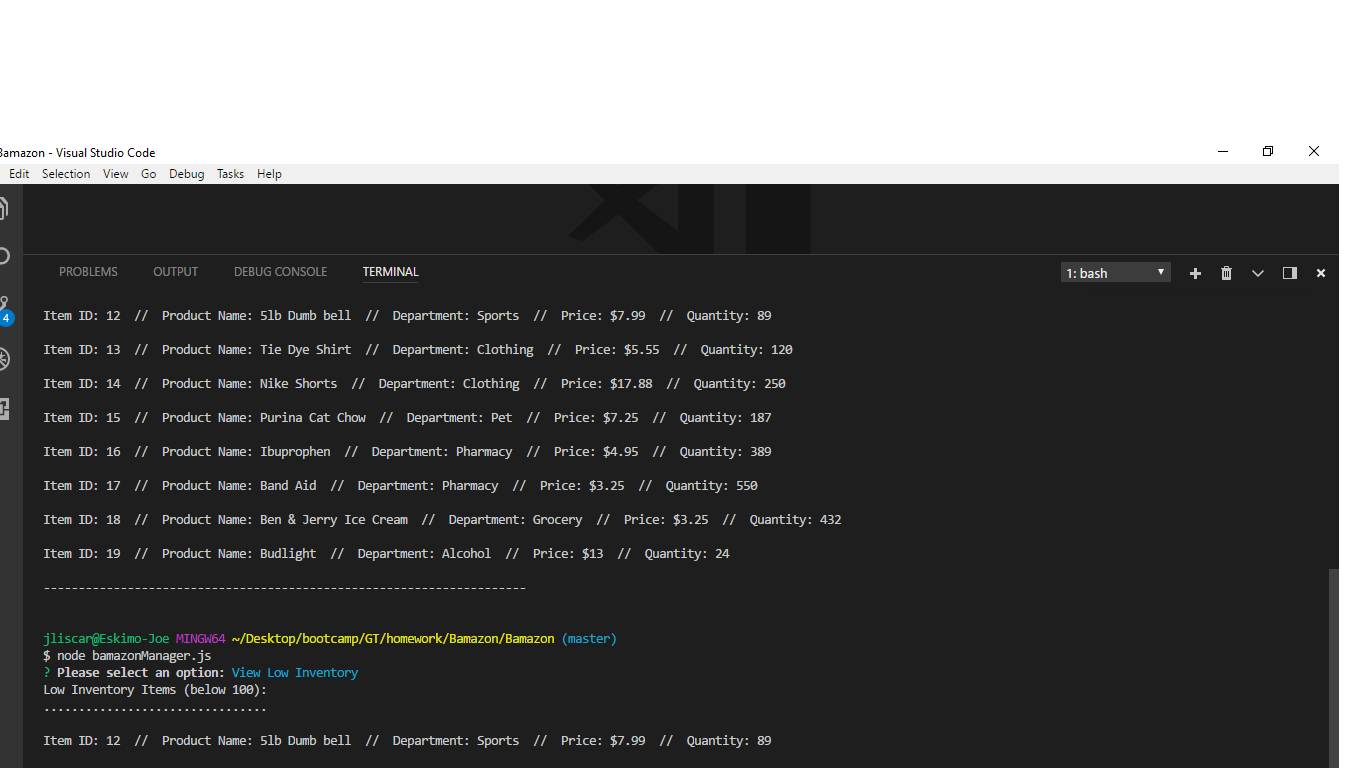 Bamazon - Visual Studio Code
Edit Selection View Go Debug Tasks Help
PROBLEMS OUTPUT DEBUG CONSOLE TERMINAL 1: bash
Item ID: 12 // Product Name: 5lb Dumb bell // Department: Sports // Price: $7.99 // Quantity: 89
Item ID: 13 // Product Name: Tie Dye Shirt // Department: Clothing // Price: $5.55 // Quantity: 120
Item ID: 14 // Product Name: Nike Shorts // Department: Clothing // Price: $17.88 // Quantity: 250
4
Item ID: 15 // Product Name: Purina Cat Chow // Department: Pet // Price: $7.25 // Quantity: 187
Item ID: 16 // Product Name: Ibuprophen // Department: Pharmacy // Price: $4.95 // Quantity: 389
Item ID: 17 // Product Name: Band Aid // Department: Pharmacy // Price: $3.25 // Quantity: 550
Item ID: 18 // Product Name: Ben & Jerry Ice Cream // Department: Grocery // Price: $3.25 // Quantity: 432
Item ID: 19 // Product Name: Budlight // Department: Alcohol // Price: $13 // Quantity: 24
---------------------------------------------------------------------
jliscar@Eskimo-Joe MINGW64 ~/Desktop/bootcamp/GT/homework/Bamazon/Bamazon (master)
$ node bamazonManager.js
? Please select an option: View Low Inventory
Low Inventory Items (below 100):
................................
Item ID: 12 // Product Name: 5lb Dumb bell // Department: Sports // Price: $7.99 // Quantity: 89